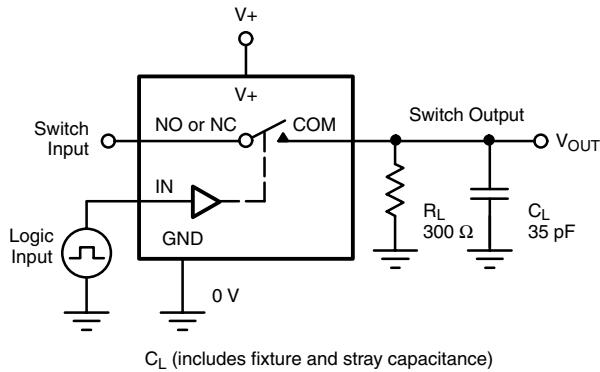 V+
V+
Switch Output
NO or NC
COM
Switch
Input
VOUT
IN
RL
300 Ω
CL
35 pF
Logic
Input
GND
0 V
CL (includes fixture and stray capacitance)